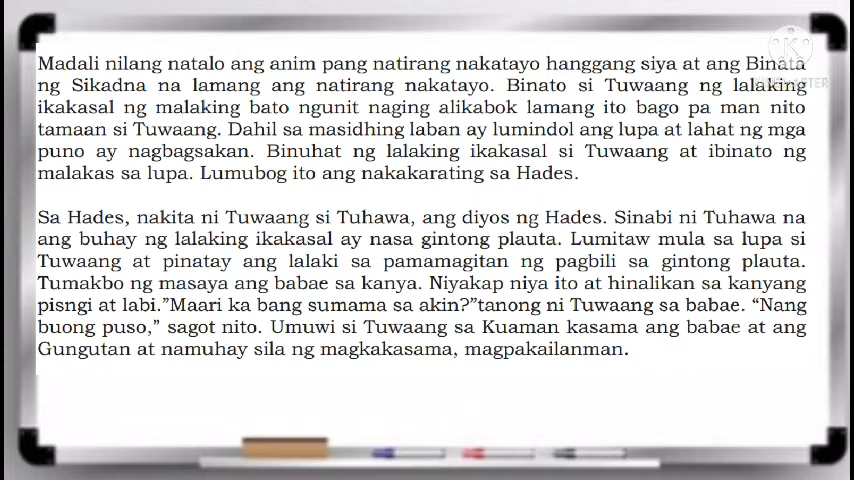 Madali nilang natalo ang anim pang natirang nakatayo hanggang siya at ang Binata
ng Sikadna na lamang ang natirang nakatayo. Binato si Tuwaang ng lalaking
ikakasal ng malaking bato ngunit naging alikabok lamang ito bago pa man nito
tamaan si Tuwaang. Dahil sa masidhing laban ay lumindol ang lupa at lahat ng mga
puno ay nagbagsakan. Binuhat ng lalaking ikakasal si Tuwaang at ibinato ng
malakas sa lupa. Lumubog ito ang nakakarating sa Hades.
Sa Hades, nakita ni Tuwaang si Tuhawa, ang diyos ng Hades. Sinabi ni Tuhawa na
ang buhay ng lalaking ikakasal ay nasa gintong plauta. Lumitaw mula sa lupa si
Tuwaang at pinatay ang lalaki sa pamamagitan ng pagbili sa gintong plauta.
Tumakbo ng masaya ang babae sa kanya. Niyakap niya ito at hinalikan sa kanyang
pisngi at labi.”Maari ka bang sumama sa akin?”tanong ni Tuwaang sa babae. “Nang
buong puso,” sagot nito. Umuwi si Tuwaang sa Kuaman kasama ang babae at ang
Gungutan at namuhay sila ng magkakasama, magpakailanman.